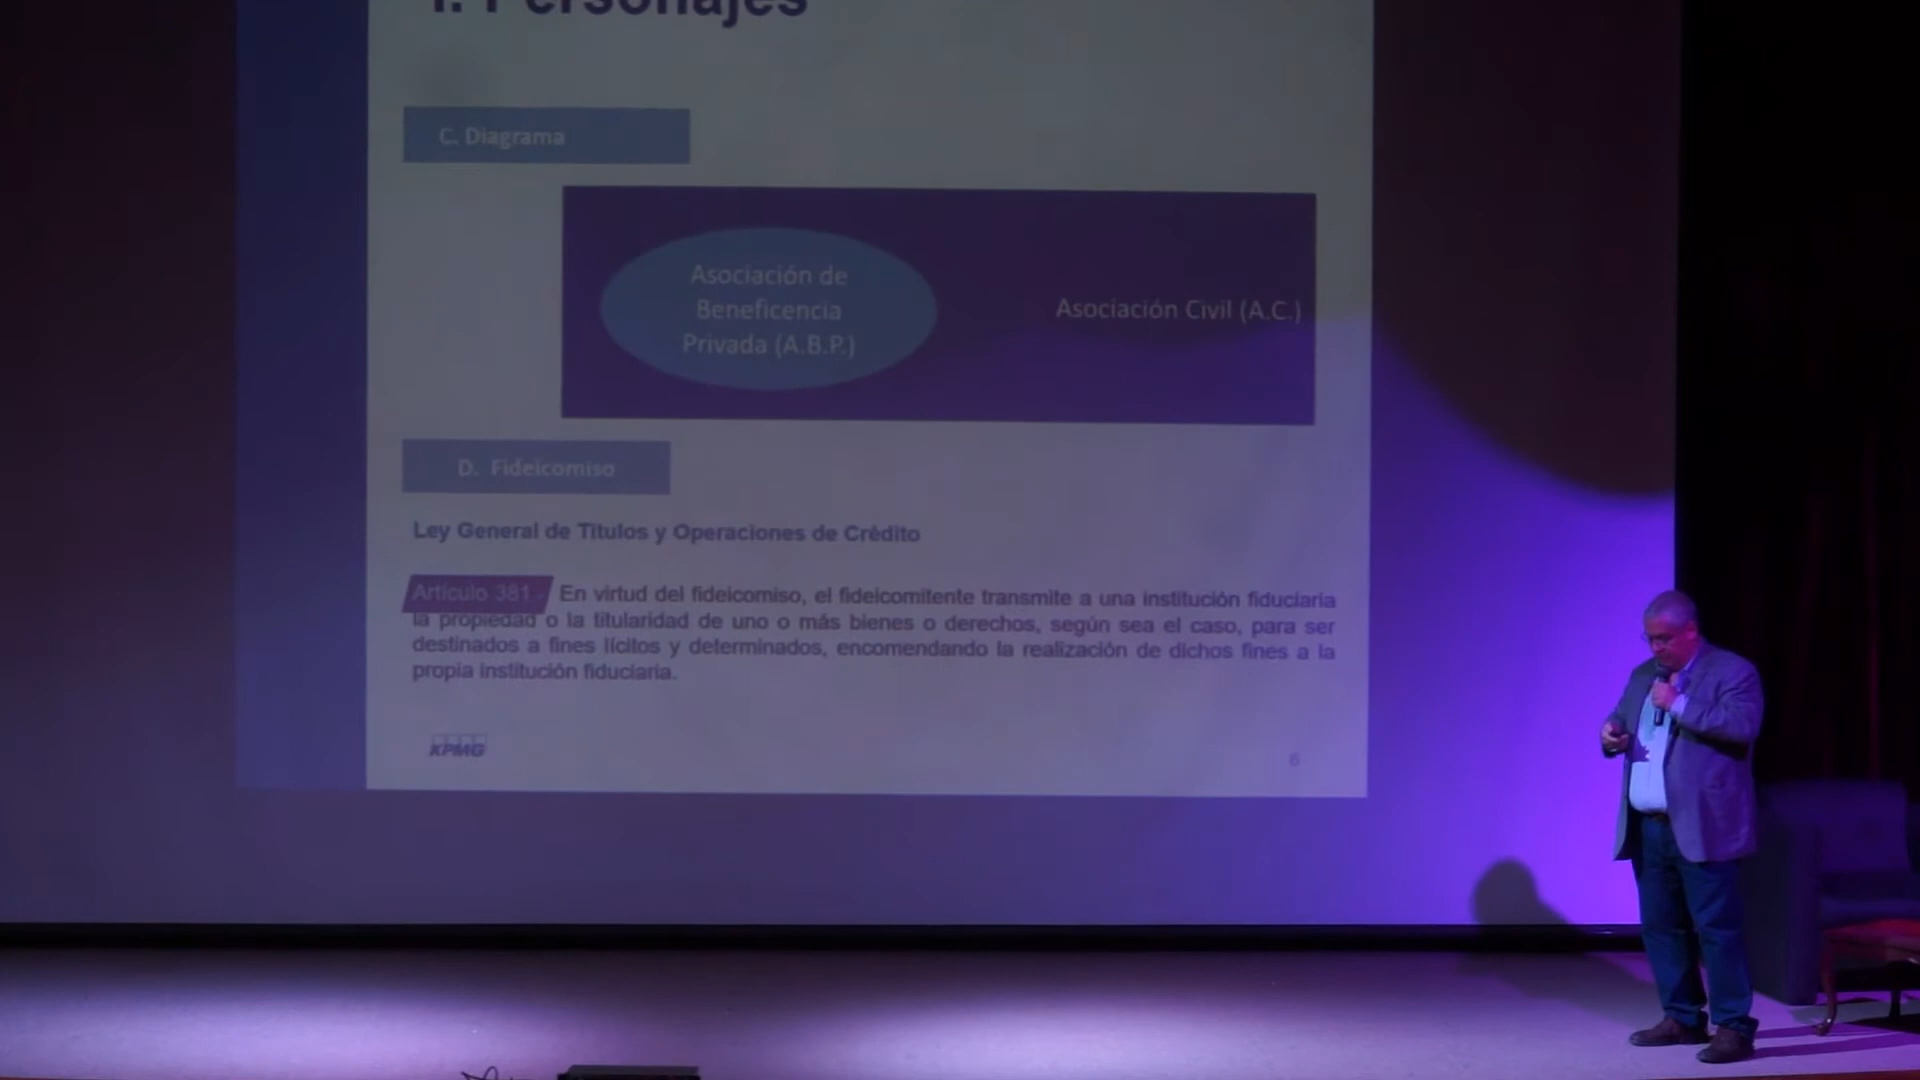 I. Personajes
C. Diagrama
Asociación de
Beneficencia
Privada (A.B.P.)
Asociación Civil (A.C.)
D. Fideicomiso
Ley General de Títulos y Operaciones de Crédito
Artículo 381.- En virtud del fideicomiso, el fideicomitente transmite a una institución fiduciaria
la propiedad o la titularidad de uno o más bienes o derechos, según sea el caso, para ser
destinados a fines lícitos y determinados, encomendando la realización de dichos fines a la
propia institución fiduciaria.
KPMG
6